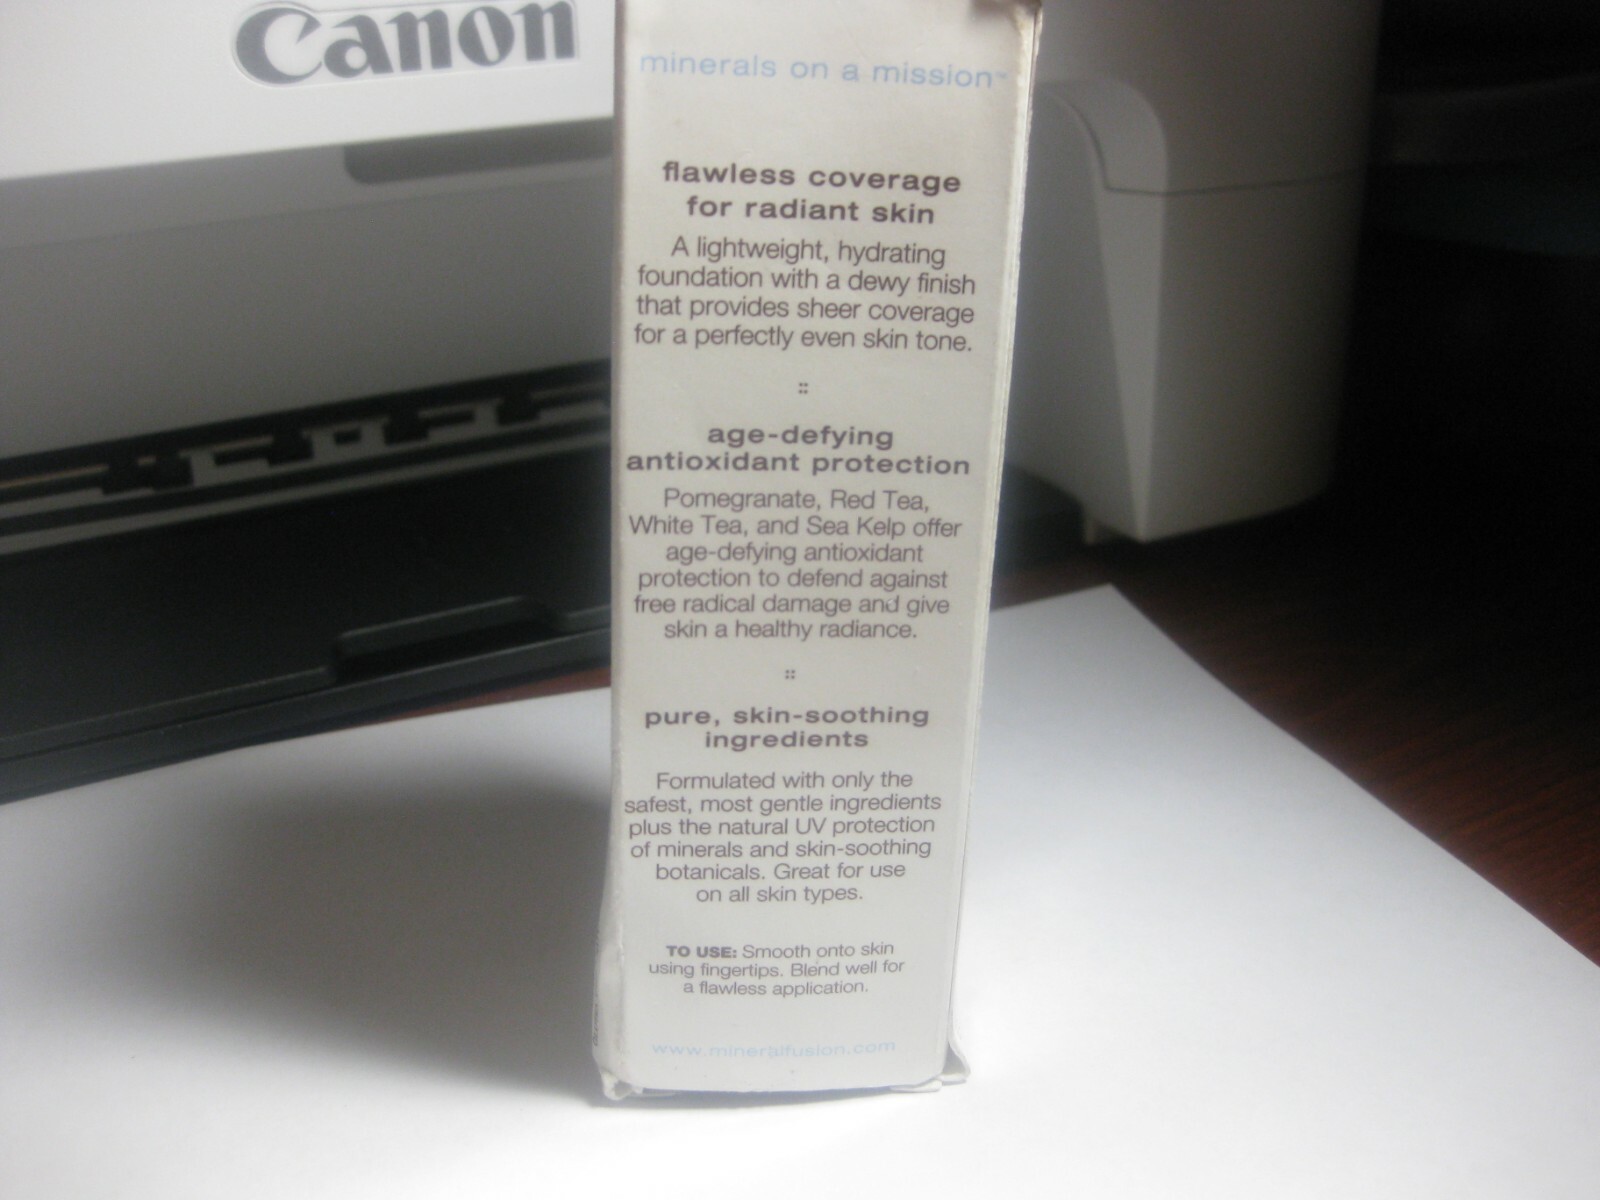 Canon
minerals on a mission™
flawless coverage
for radiant skin
A lightweight, hydrating
foundation with a dewy finish
that provides sheer coverage
for a perfectly even skin tone.
::
age-defying
antioxidant protection
Pomegranate, Red Tea,
White Tea, and Sea Kelp offer
age-defying antioxidant
protection to defend against
free radical damage and give
skin a healthy radiance.
::
pure, skin-soothing
ingredients
Formulated with only the
safest, most gentle ingredients
plus the natural UV protection
of minerals and skin-soothing
botanicals. Great for use
on all skin types.
TO USE: Smooth onto skin
using fingertips. Blend well for
a flawless application.
www.mineralfusion.com